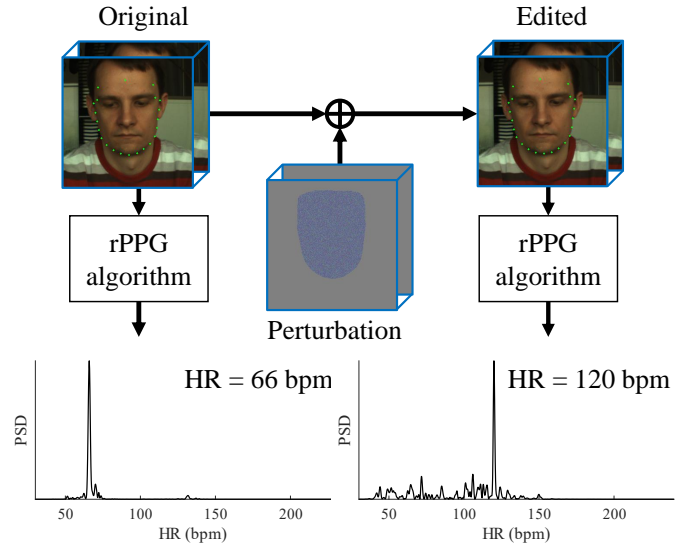 Original
Edited
rPPG
algorithm
rPPG
algorithm
Perturbation
HR = 66 bpm
PSD
50
100
150
200
HR (bpm)
HR = 120 bpm
PSD
50
100
150
200
HR (bpm)